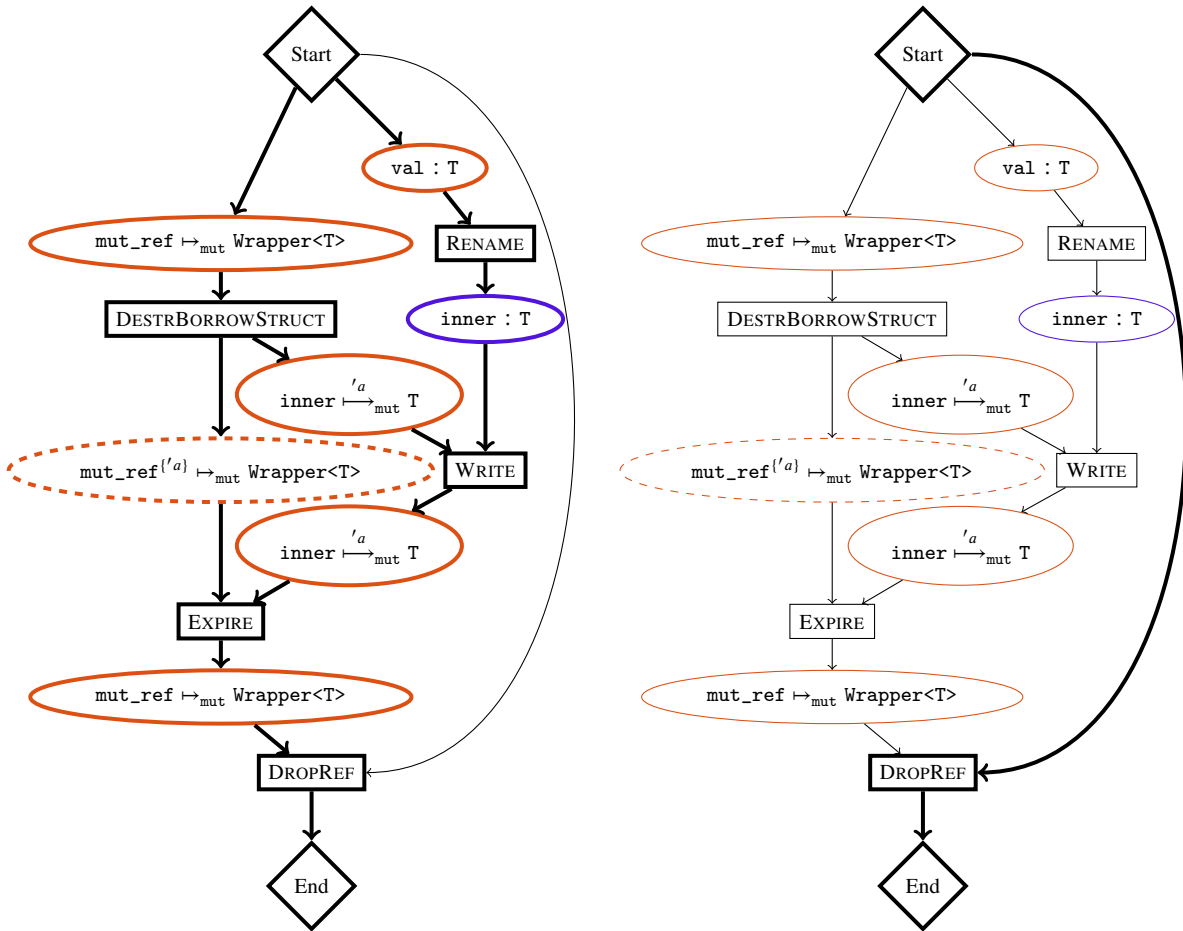 Start
val : T
mut_ref ↦mut Wrapper<T>
RENAME
DESTRBORROWSTRUCT
inner : T
inner ⟼'a mut T
mut_ref{'a} ↦mut Wrapper<T>
WRITE
inner ⟼'a mut T
EXPIRE
mut_ref ↦mut Wrapper<T>
DROPREF
End
Start
val : T
mut_ref ↦mut Wrapper<T>
RENAME
DESTRBORROWSTRUCT
inner : T
inner ⟼'a mut T
mut_ref{'a} ↦mut Wrapper<T>
WRITE
inner ⟼'a mut T
EXPIRE
mut_ref ↦mut Wrapper<T>
DROPREF
End